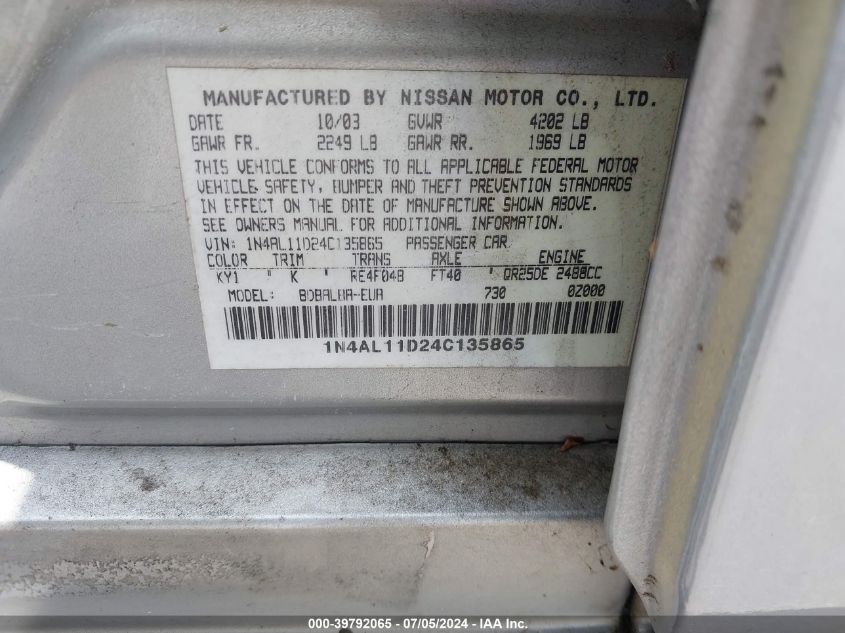 MANUFACTURED BY NISSAN MOTOR CO., LTD.
DATE 10/03 GVWR 4202 LB
GAWR FR. 2249 LB GAWR RR. 1969 LB
THIS VEHICLE CONFORMS TO ALL APPLICABLE FEDERAL MOTOR
VEHICLE SAFETY, BUMPER AND THEFT PREVENTION STANDARDS
IN EFFECT ON THE DATE OF MANUFACTURE SHOWN ABOVE.
SEE OWNERS MANUAL FOR ADDITIONAL INFORMATION.
VIN: 1N4AL11D24C135865 PASSENGER CAR
COLOR TRIM TRANS AXLE ENGINE
KY1 " K ' RE4F04B FT40 ' QR25DE 2488CC
MODEL: 730 0Z000
1N4AL11D24C135865
000-39792065 - 07/05/2024 - IAA Inc.